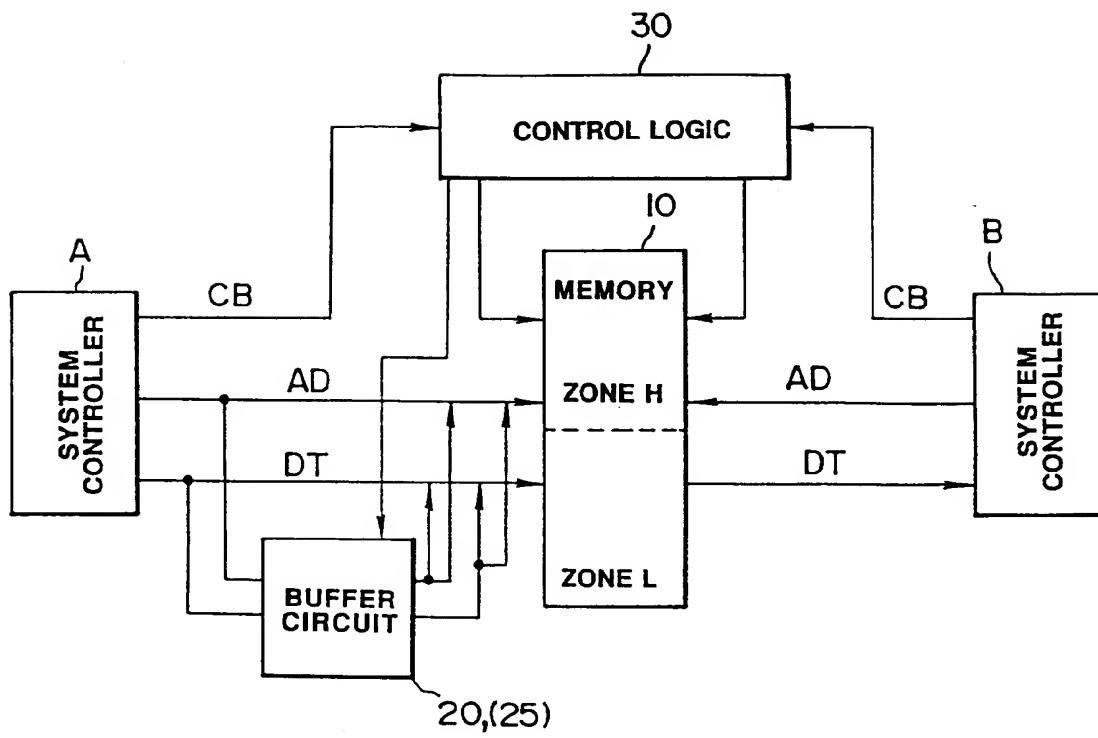 30
CONTROL LOGIC
10
A
B
CB
MEMORY
CB
SYSTEM
CONTROLLER
AD
ZONE H
AD
SYSTEM
CONTROLLER
DT
DT
ZONE L
BUFFER
CIRCUIT
20,(25)